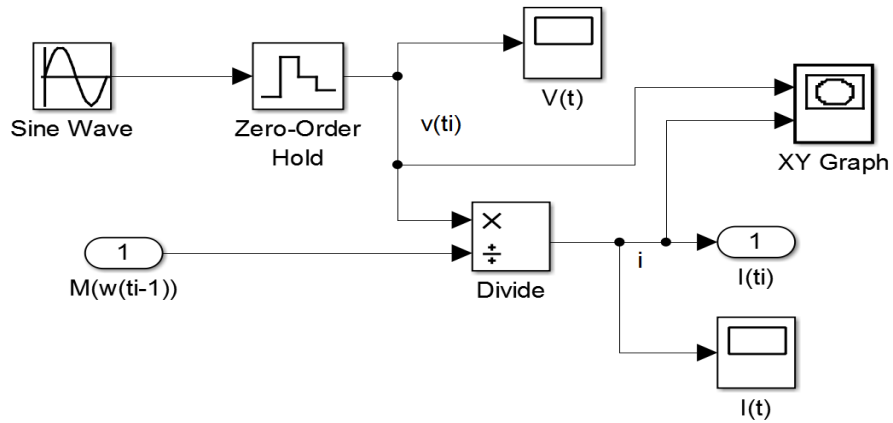 Sine Wave
Zero-Order
Hold
v(ti)
V(t)
XY Graph
1
M(w(ti-1))
×
÷
Divide
i
1
I(ti)
I(t)